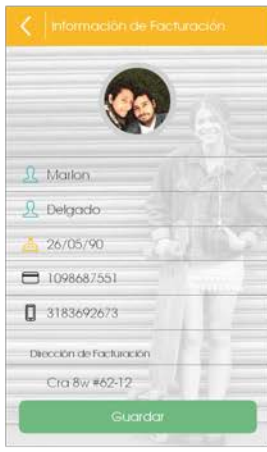 Información de Facturación
Marlon
Delgado
26/05/90
1098687551
3183692673
Dirección de Facturación
Cra 8w #62-12
Guardar